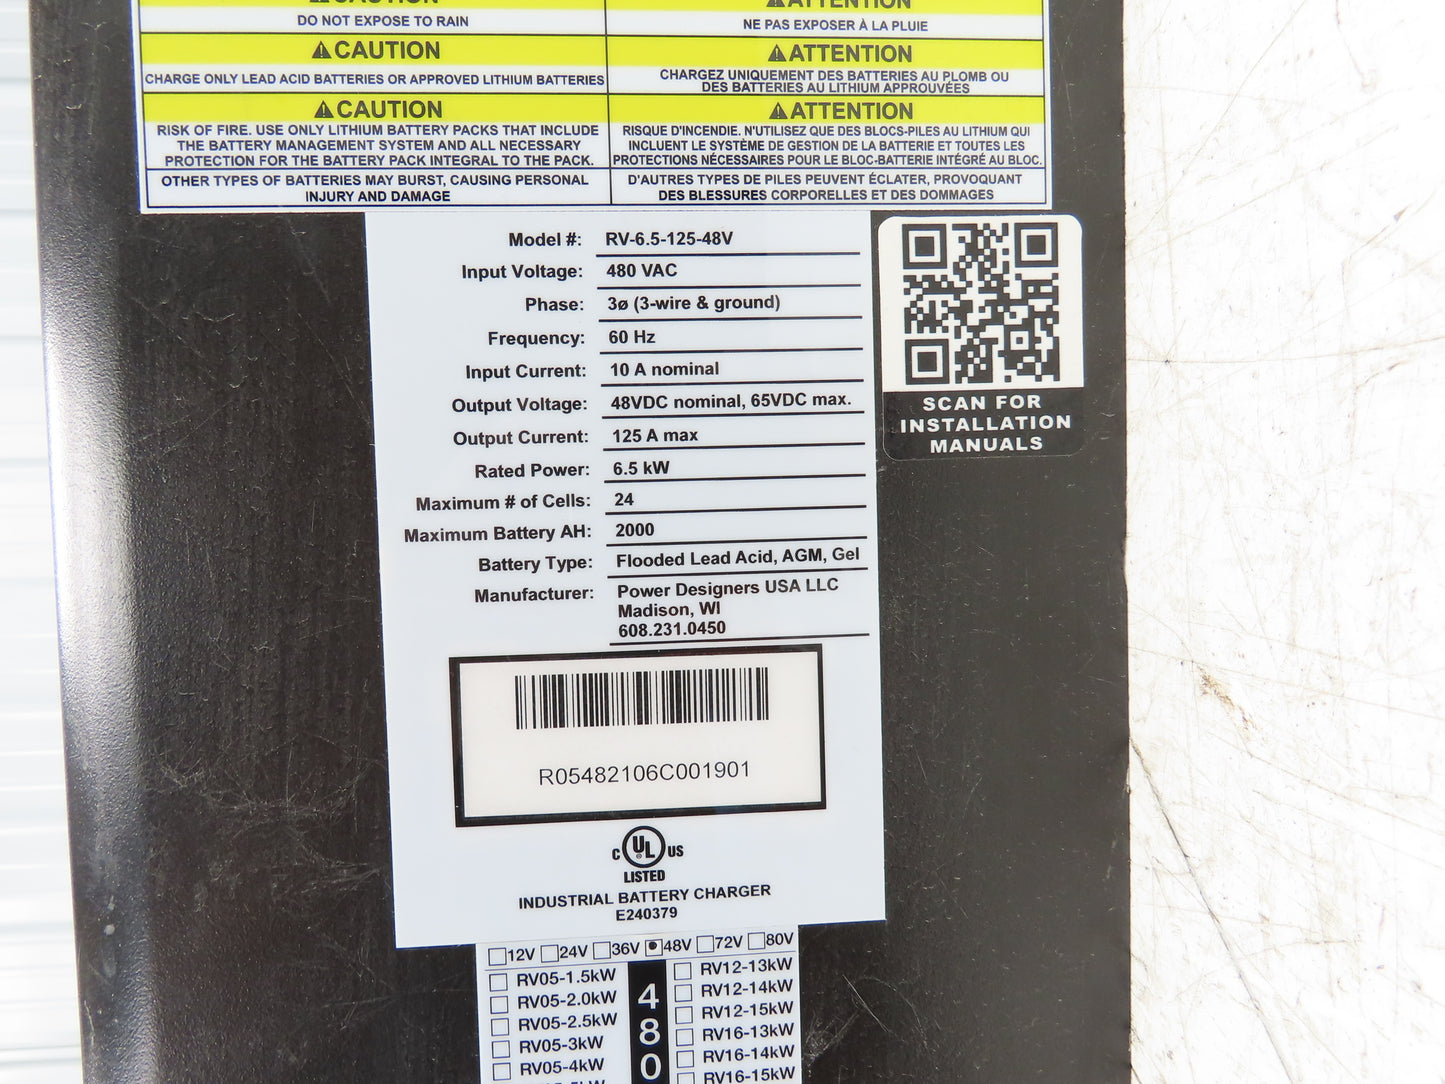 CAUTION
DO NOT EXPOSE TO RAIN
CAUTION
CHARGE ONLY LEAD ACID BATTERIES OR APPROVED LITHIUM BATTERIES
CAUTION
RISK OF FIRE. USE ONLY LITHIUM BATTERY PACKS THAT INCLUDE
THE BATTERY MANAGEMENT SYSTEM AND ALL NECESSARY
PROTECTION FOR THE BATTERY PACK INTEGRAL TO THE PACK.
OTHER TYPES OF BATTERIES MAY BURST, CAUSING PERSONAL
INJURY AND DAMAGE
ATTENTION
NE PAS EXPOSER À LA PLUIE
ATTENTION
CHARGEZ UNIQUEMENT DES BATTERIES AU PLOMB OU
DES BATTERIES AU LITHIUM APPROUVÉES
ATTENTION
RISQUE D'INCENDIE. N'UTILISEZ QUE DES BLOCS-PILES AU LITHIUM QUI
INCLUENT LE SYSTÈME DE GESTION DE LA BATTERIE ET TOUTES LES
PROTECTIONS NÉCESSAIRES POUR LE BLOC-BATTERIE INTÉGRÉ AU BLOC.
D'AUTRES TYPES DE PILES PEUVENT ÉCLATER, PROVOQUANT
DES BLESSURES CORPORELLES ET DES DOMMAGES
Model #: RV-6.5-125-48V
Input Voltage: 480 VAC
Phase: 3ø (3-wire & ground)
Frequency: 60 Hz
Input Current: 10 A nominal
Output Voltage: 48VDC nominal, 65VDC max.
Output Current: 125 A max
Rated Power: 6.5 kW
Maximum # of Cells: 24
Maximum Battery AH: 2000
Battery Type: Flooded Lead Acid, AGM, Gel
Manufacturer: Power Designers USA LLC
Madison, WI
608.231.0450
SCAN FOR
INSTALLATION
MANUALS
R05482106C001901
C UL US
LISTED
INDUSTRIAL BATTERY CHARGER
E240379
12V 24V 36V 48V 72V 80V
RV05-1.5kW
RV05-2.0kW
RV05-2.5kW
RV05-3kW
RV05-4kW
480
RV12-13kW
RV12-14kW
RV12-15kW
RV16-13kW
RV16-14kW
RV16-15kW